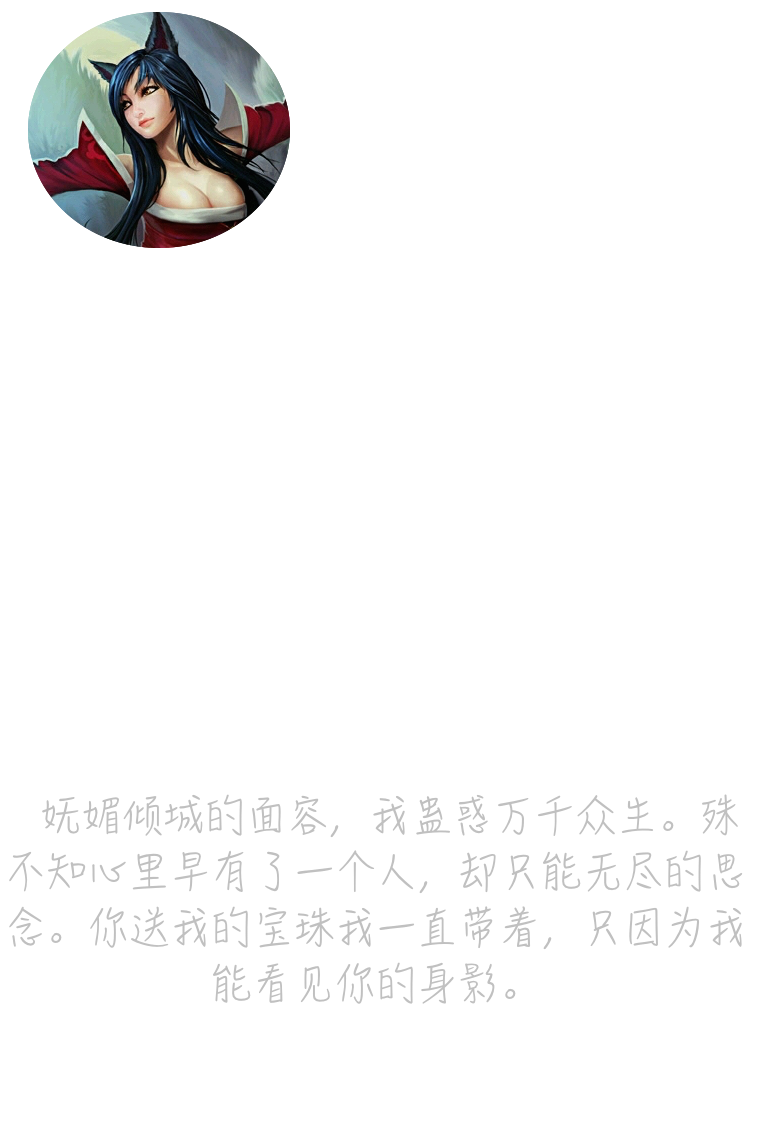 妩媚倾城的面容，我蛊惑万千众生。殊
不知心里早有了一个人，却只能无尽的思
念。你送我的宝珠我一直带着，只因为我
能看见你的身影。